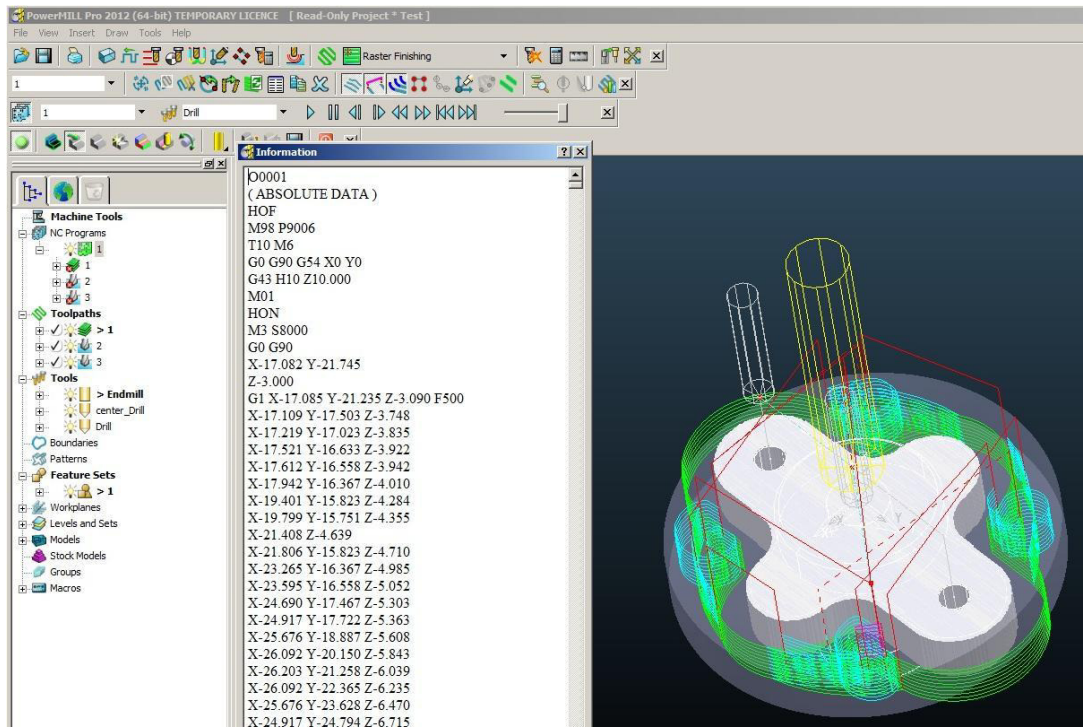 PowerMILL Pro 2012 (64-bit) TEMPORARY LICENCE [ Read-Only Project * Test ]
File View Insert Draw Tools Help
Raster Finishing
1
1 Drill
Information
Machine Tools
NC Programs
1
1
2
3
Toolpaths
> 1
2
3
Tools
> Endmill
center_Drill
Drill
Boundaries
Patterns
Feature Sets
> 1
Workplanes
Levels and Sets
Models
Stock Models
Groups
Macros
O0001
( ABSOLUTE DATA )
HOF
M98 P9006
T10 M6
G0 G90 G54 X0 Y0
G43 H10 Z10.000
M01
HON
M3 S8000
G0 G90
X-17.082 Y-21.745
Z-3.000
G1 X-17.085 Y-21.235 Z-3.090 F500
X-17.109 Y-17.503 Z-3.748
X-17.219 Y-17.023 Z-3.835
X-17.521 Y-16.633 Z-3.922
X-17.612 Y-16.558 Z-3.942
X-17.942 Y-16.367 Z-4.010
X-19.401 Y-15.823 Z-4.284
X-19.799 Y-15.751 Z-4.355
X-21.408 Z-4.639
X-21.806 Y-15.823 Z-4.710
X-23.265 Y-16.367 Z-4.985
X-23.595 Y-16.558 Z-5.052
X-24.690 Y-17.467 Z-5.303
X-24.917 Y-17.722 Z-5.363
X-25.676 Y-18.887 Z-5.608
X-26.092 Y-20.150 Z-5.843
X-26.203 Y-21.258 Z-6.039
X-26.092 Y-22.365 Z-6.235
X-25.676 Y-23.628 Z-6.470
X-24.917 Y-24.794 Z-6.715